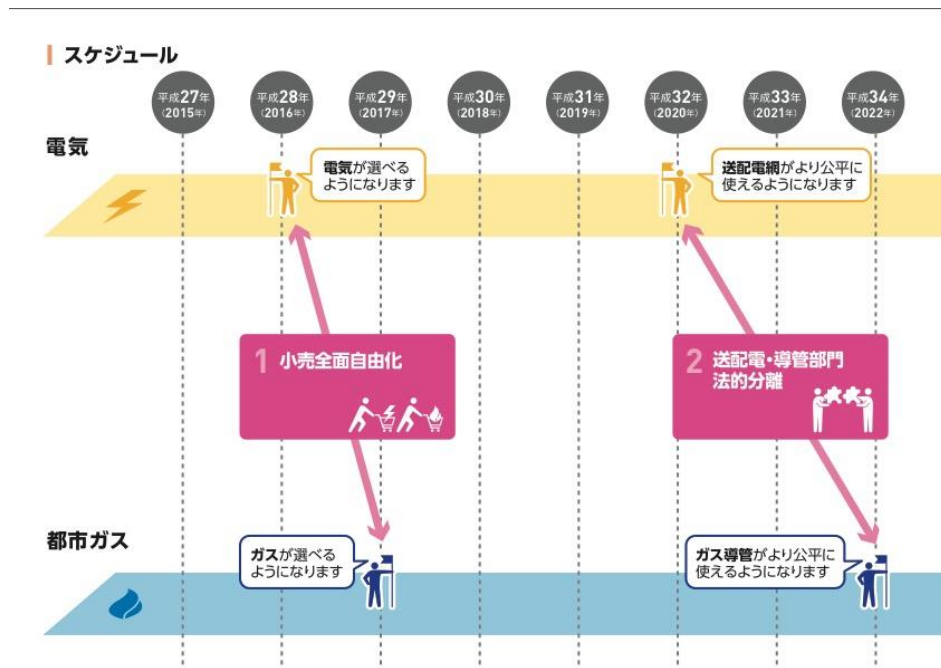 スケジュール
平成27年
（2015年）
平成28年
（2016年）
平成29年
（2017年）
平成30年
（2018年）
平成31年
（2019年）
平成32年
（2020年）
平成33年
（2021年）
平成34年
（2022年）
電気
電気が選べる
ようになります
送配電網がより公平に
使えるようになります
1 小売全面自由化
2 送配電・導管部門
法的分離
都市ガス
ガスが選べる
ようになります
ガス導管がより公平に
使えるようになります